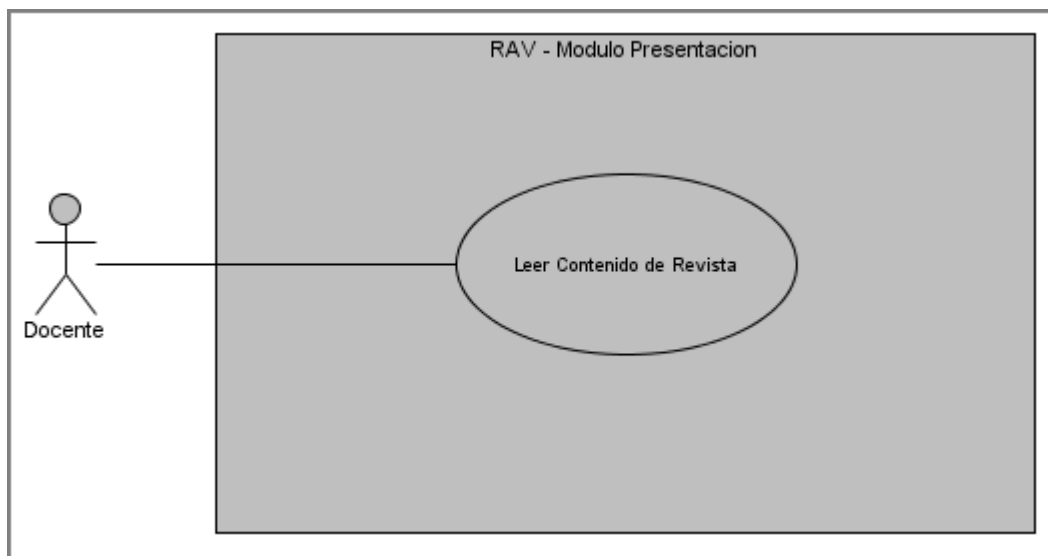 RAV - Modulo Presentacion
Leer Contenido de Revista
Docente